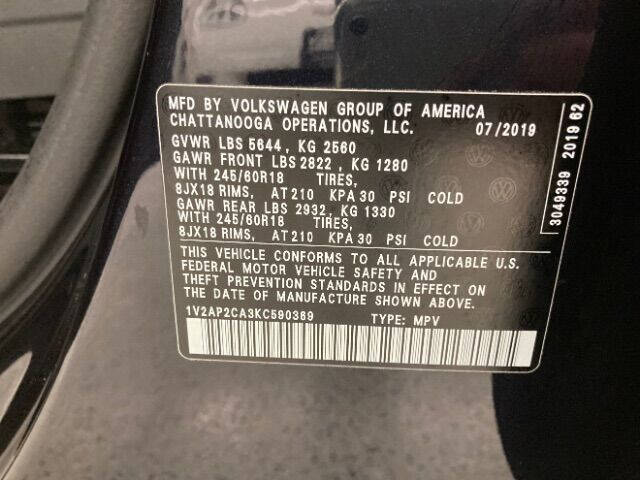 MFD BY VOLKSWAGEN GROUP OF AMERICA
CHATTANOOGA OPERATIONS, LLC. 07/2019
GVWR LBS 5644 , KG 2560
GAWR FRONT LBS 2822 , KG 1280
WITH 245/60R18 TIRES,
8JX18 RIMS, AT 210 KPA 30 PSI COLD
GAWR REAR LBS 2932, KG 1330
WITH 245/60R18 TIRES,
8JX18 RIMS, AT 210 KPA 30 PSI COLD
THIS VEHICLE CONFORMS TO ALL APPLICABLE U.S.
FEDERAL MOTOR VEHICLE SAFETY AND
THEFT PREVENTION STANDARDS IN EFFECT ON
THE DATE OF MANUFACTURE SHOWN ABOVE.
1V2AP2CA3KC590389 TYPE: MPV
3049339 2019 62